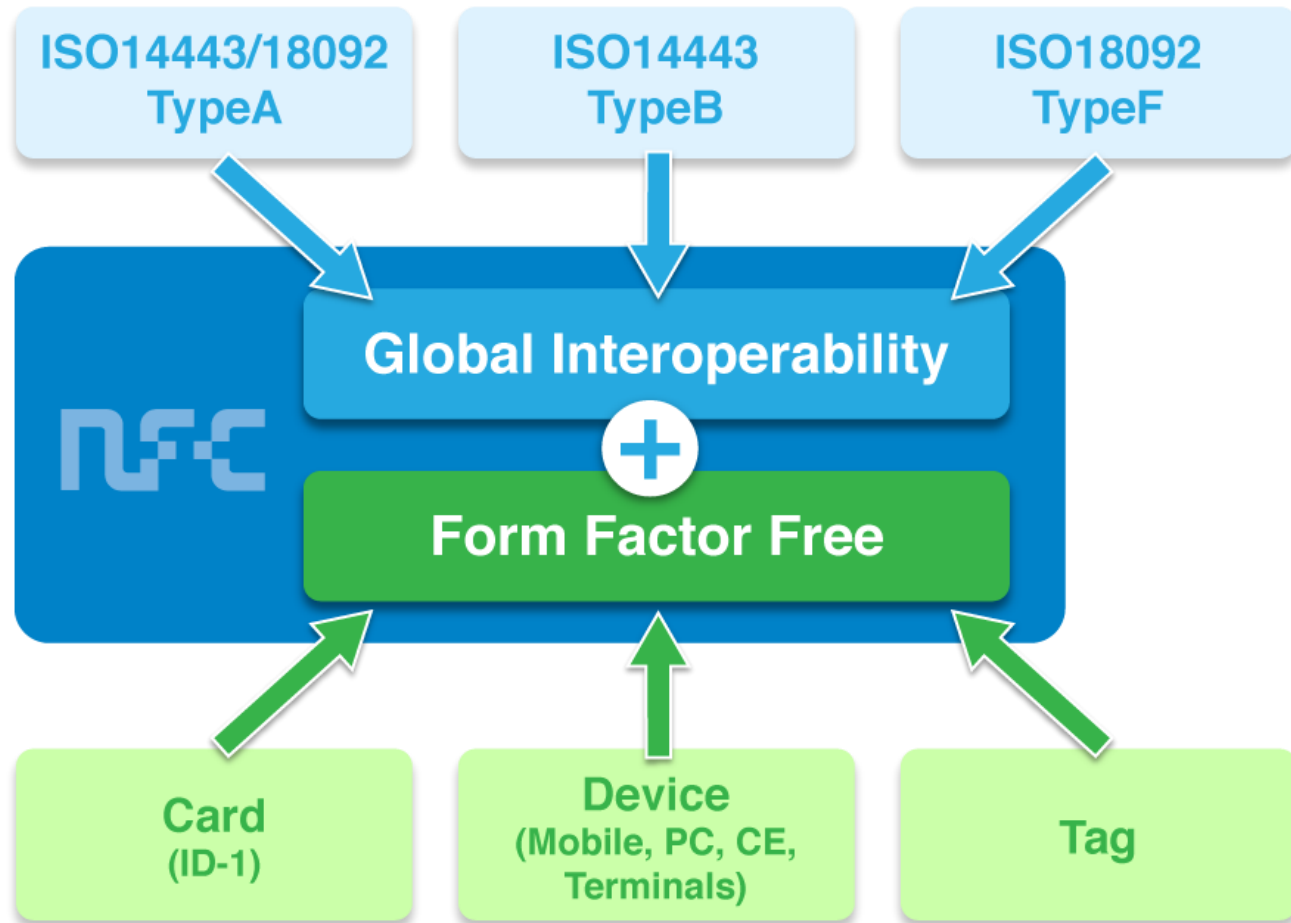 ISO14443/18092
TypeA
ISO14443
TypeB
ISO18092
TypeF
Global Interoperability
+
NFC
Form Factor Free
Card
(ID-1)
Device
(Mobile, PC, CE,
Terminals)
Tag